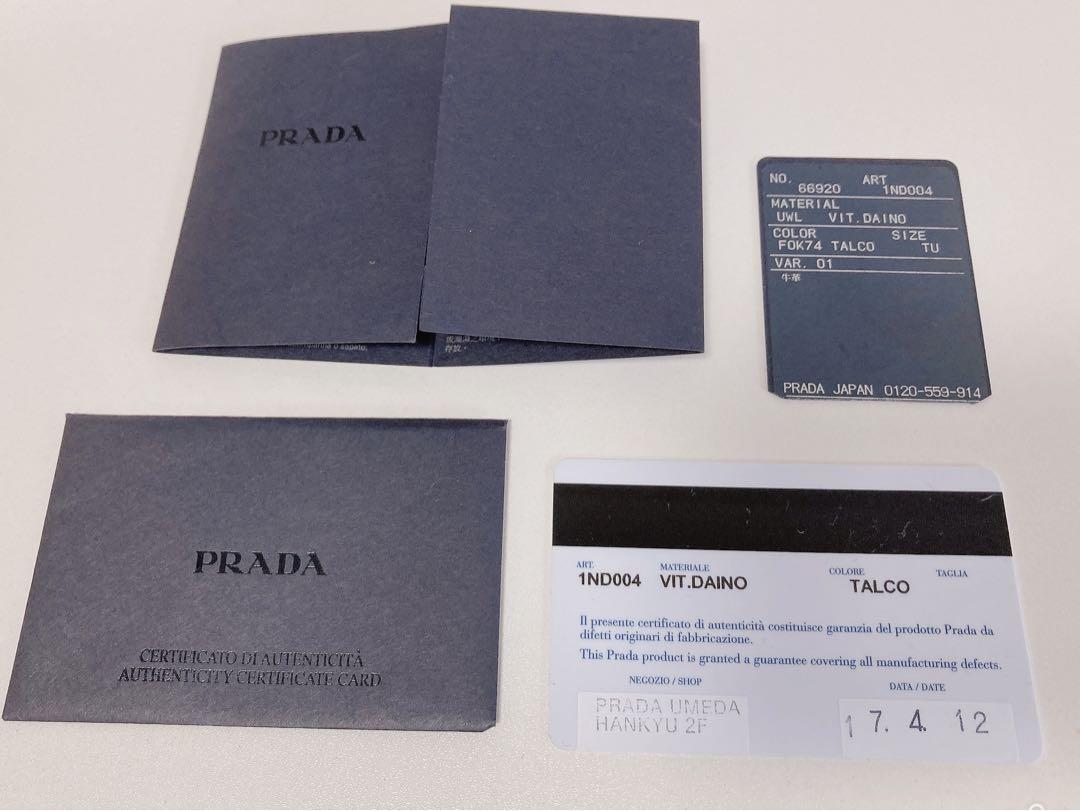 PRADA
存放。
NO. 66920 ART 1ND004
MATERIAL
UWL VIT.DAINO
COLOR SIZE
F0K74 TALCO TU
VAR. 01
牛革
PRADA JAPAN 0120-559-914
PRADA
CERTIFICATO DI AUTENTICITÀ
AUTHENTICITY CERTIFICATE CARD
ART. MATERIALE COLORE TAGLIA
1ND004 VIT.DAINO TALCO
Il presente certificato di autenticità costituisce garanzia del prodotto Prada da
difetti originari di fabbricazione.
This Prada product is granted a guarantee covering all manufacturing defects.
NEGOZIO / SHOP DATA / DATE
PRADA UMEDA
HANKYU 2F
17. 4. 12